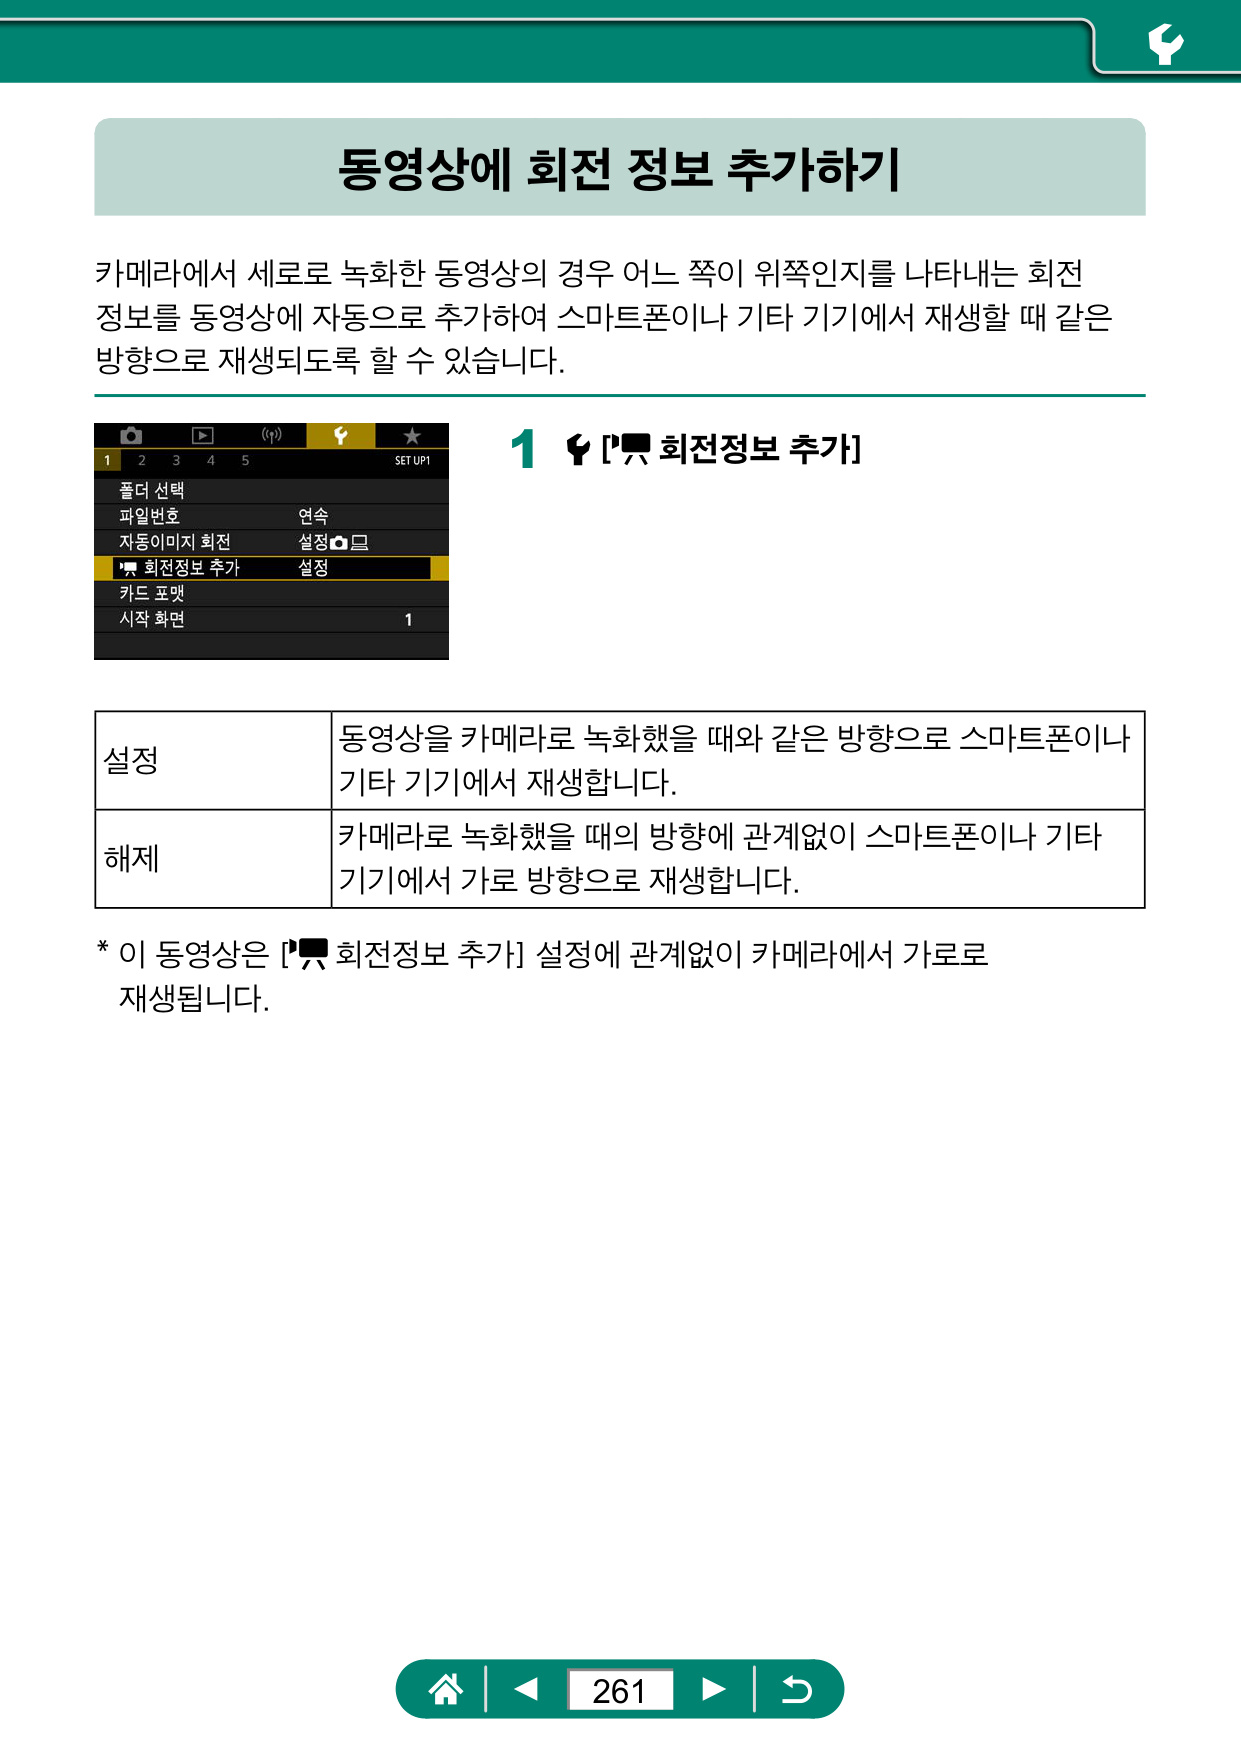 동영상에 회전 정보 추가하기
카메라에서 세로로 녹화한 동영상의 경우 어느 쪽이 위쪽인지를 나타내는 회전
정보를 동영상에 자동으로 추가하여 스마트폰이나 기타 기기에서 재생할 때 같은
방향으로 재생되도록 할 수 있습니다.
1 2 3 4 5 SET UP1
폴더 선택
파일번호 연속
자동이미지 회전 설정
회전정보 추가 설정
카드 포맷
시작 화면 1
1 [ 회전정보 추가]
설정
동영상을 카메라로 녹화했을 때와 같은 방향으로 스마트폰이나
기타 기기에서 재생합니다.
해제
카메라로 녹화했을 때의 방향에 관계없이 스마트폰이나 기타
기기에서 가로 방향으로 재생합니다.
* 이 동영상은 [ 회전정보 추가] 설정에 관계없이 카메라에서 가로로
재생됩니다.
261